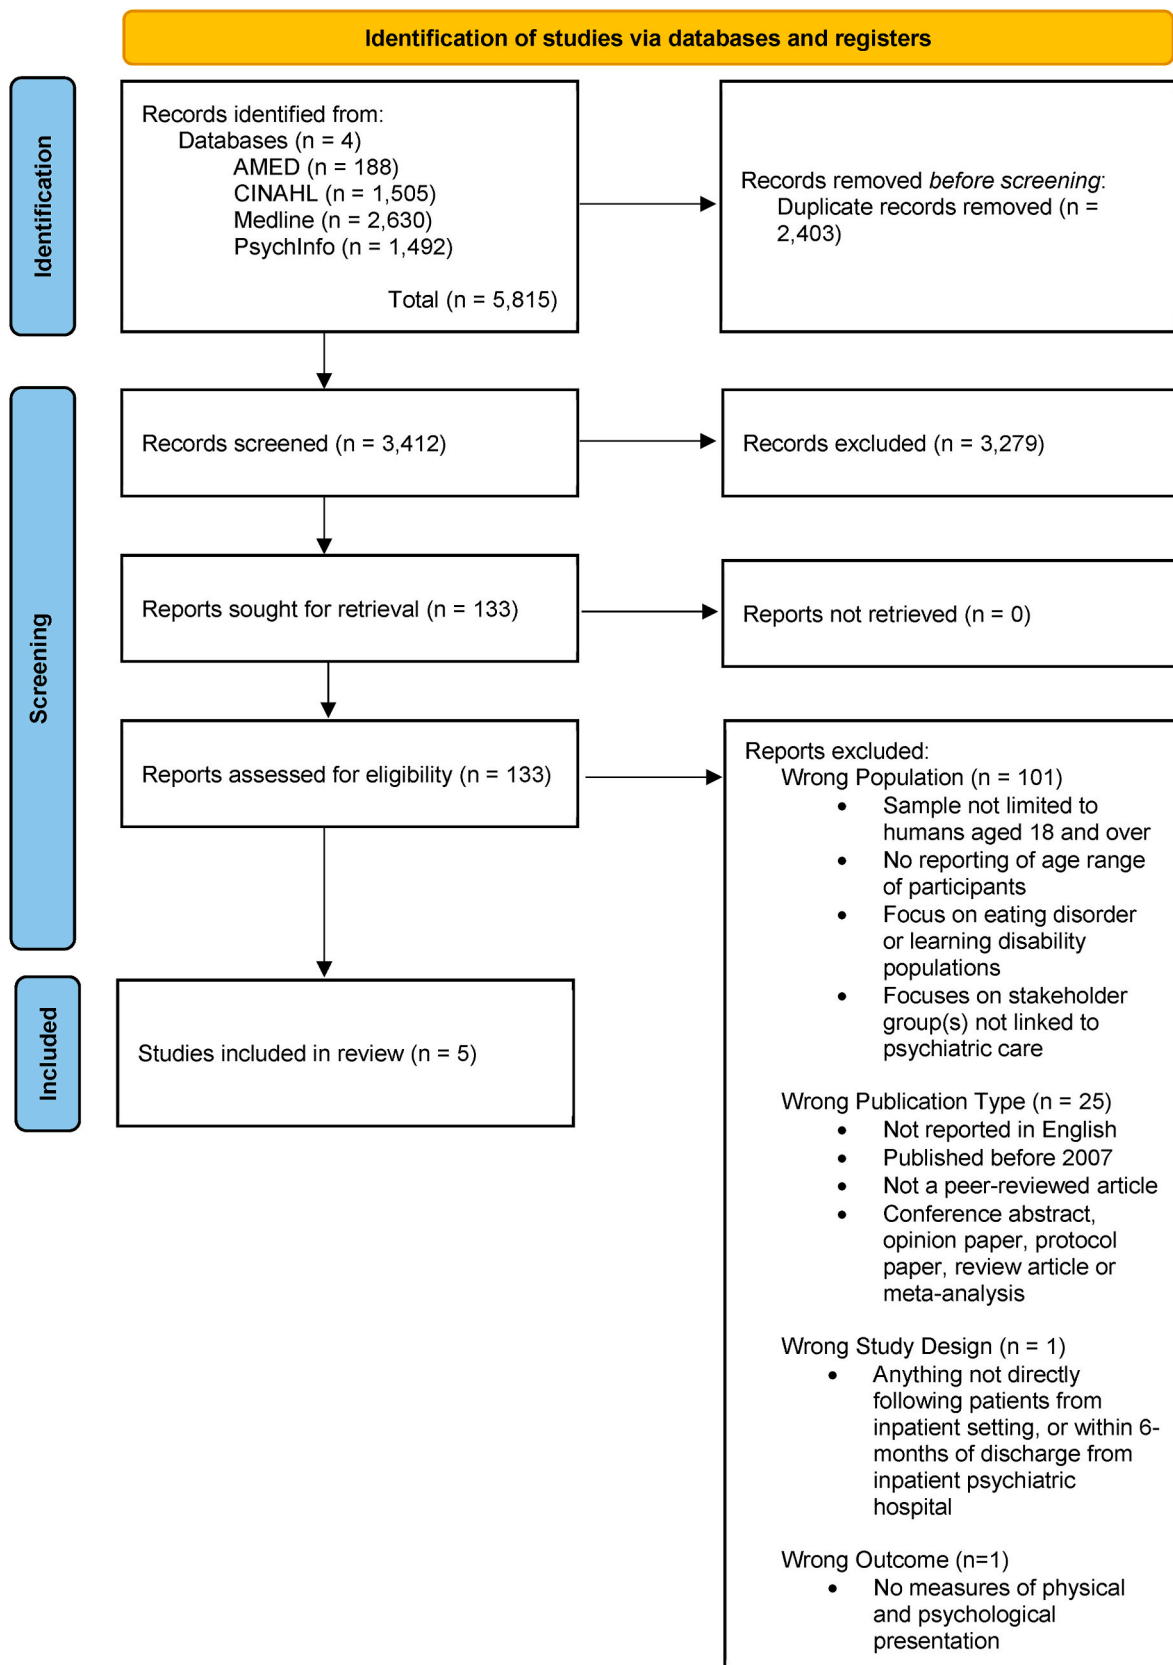 Identification of studies via databases and registers
Identification
Records identified from:
Databases (n = 4)
AMED (n = 188)
CINAHL (n = 1,505)
Medline (n = 2,630)
PsychInfo (n = 1,492)
Total (n = 5,815)
Records removed before screening:
Duplicate records removed (n =
2,403)
Screening
Records screened (n = 3,412)
Records excluded (n = 3,279)
Reports sought for retrieval (n = 133)
Reports not retrieved (n = 0)
Reports assessed for eligibility (n = 133)
Reports excluded:
Wrong Population (n = 101)
• Sample not limited to
humans aged 18 and over
• No reporting of age range
of participants
• Focus on eating disorder
or learning disability
populations
• Focuses on stakeholder
group(s) not linked to
psychiatric care
Wrong Publication Type (n = 25)
• Not reported in English
• Published before 2007
• Not a peer-reviewed article
• Conference abstract,
opinion paper, protocol
paper, review article or
meta-analysis
Wrong Study Design (n = 1)
• Anything not directly
following patients from
inpatient setting, or within 6-
months of discharge from
inpatient psychiatric
hospital
Wrong Outcome (n=1)
• No measures of physical
and psychological
presentation
Included
Studies included in review (n = 5)